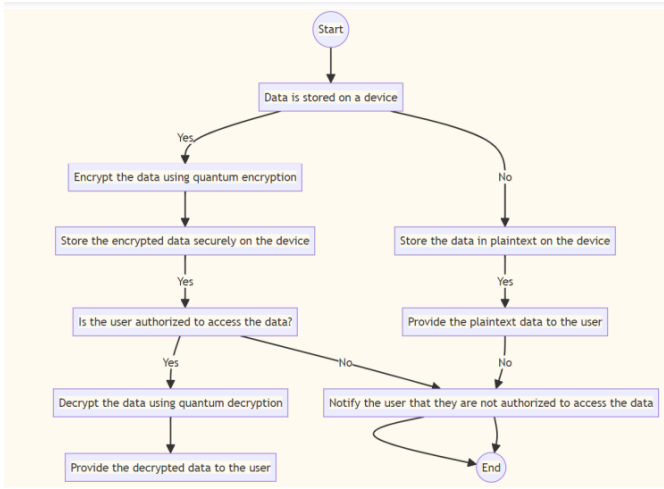 Start
Data is stored on a device
Yes
No
Encrypt the data using quantum encryption
Store the encrypted data securely on the device
Store the data in plaintext on the device
Yes
Yes
Is the user authorized to access the data?
Provide the plaintext data to the user
Yes
No
No
Decrypt the data using quantum decryption
Notify the user that they are not authorized to access the data
Provide the decrypted data to the user
End